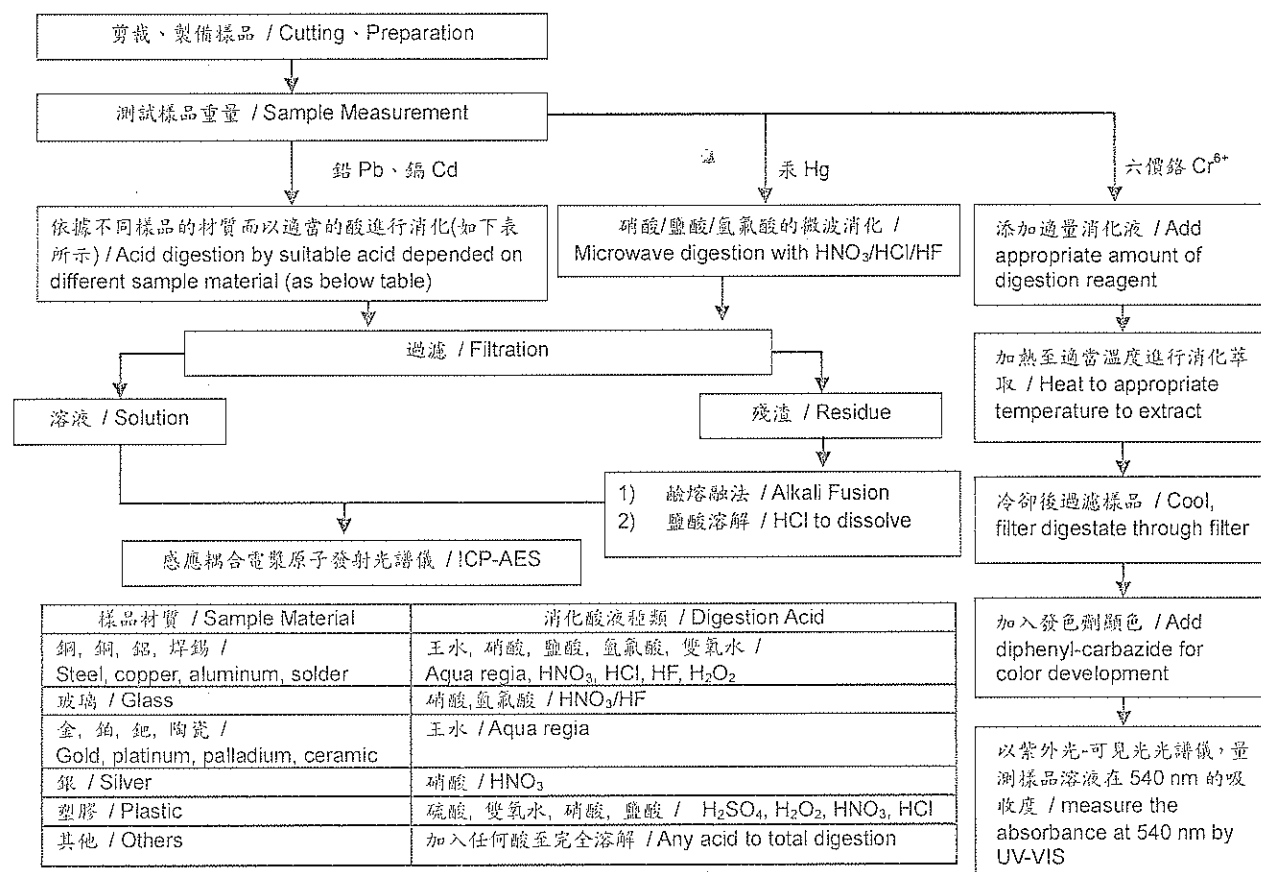 剪裁、製備樣品 / Cutting、Preparation
測試樣品重量 / Sample Measurement
鉛 Pb、鎘 Cd
汞 Hg
六價鉻 Cr⁶⁺
依據不同樣品的材質而以適當的酸進行消化(如下表
所示) / Acid digestion by suitable acid depended on
different sample material (as below table)
硝酸/鹽酸/氫氟酸的微波消化 /
Microwave digestion with HNO₃/HCl/HF
添加適量消化液 / Add
appropriate amount of
digestion reagent
過濾 / Filtration
加熱至適當溫度進行消化萃
取 / Heat to appropriate
temperature to extract
溶液 / Solution
殘渣 / Residue
1) 鹼熔融法 / Alkali Fusion
2) 鹽酸溶解 / HCl to dissolve
冷卻後過濾樣品 / Cool,
filter digestate through filter
感應耦合電漿原子發射光譜儀 / ICP-AES
加入發色劑顯色 / Add
diphenyl-carbazide for
color development
以紫外光-可見光光譜儀，量
測樣品溶液在 540 nm 的吸
收度 / measure the
absorbance at 540 nm by
UV-VIS
樣品材質 / Sample Material
消化酸液種類 / Digestion Acid
鋼, 銅, 鋁, 焊錫 /
Steel, copper, aluminum, solder
王水, 硝酸, 鹽酸, 氫氟酸, 雙氧水 /
Aqua regia, HNO₃, HCl, HF, H₂O₂
玻璃 / Glass
硝酸,氫氟酸 / HNO₃/HF
金, 鉑, 鈀, 陶瓷 /
Gold, platinum, palladium, ceramic
王水 / Aqua regia
銀 / Silver
硝酸 / HNO₃
塑膠 / Plastic
硫酸, 雙氧水, 硝酸, 鹽酸 / H₂SO₄, H₂O₂, HNO₃, HCl
其他 / Others
加入任何酸至完全溶解 / Any acid to total digestion